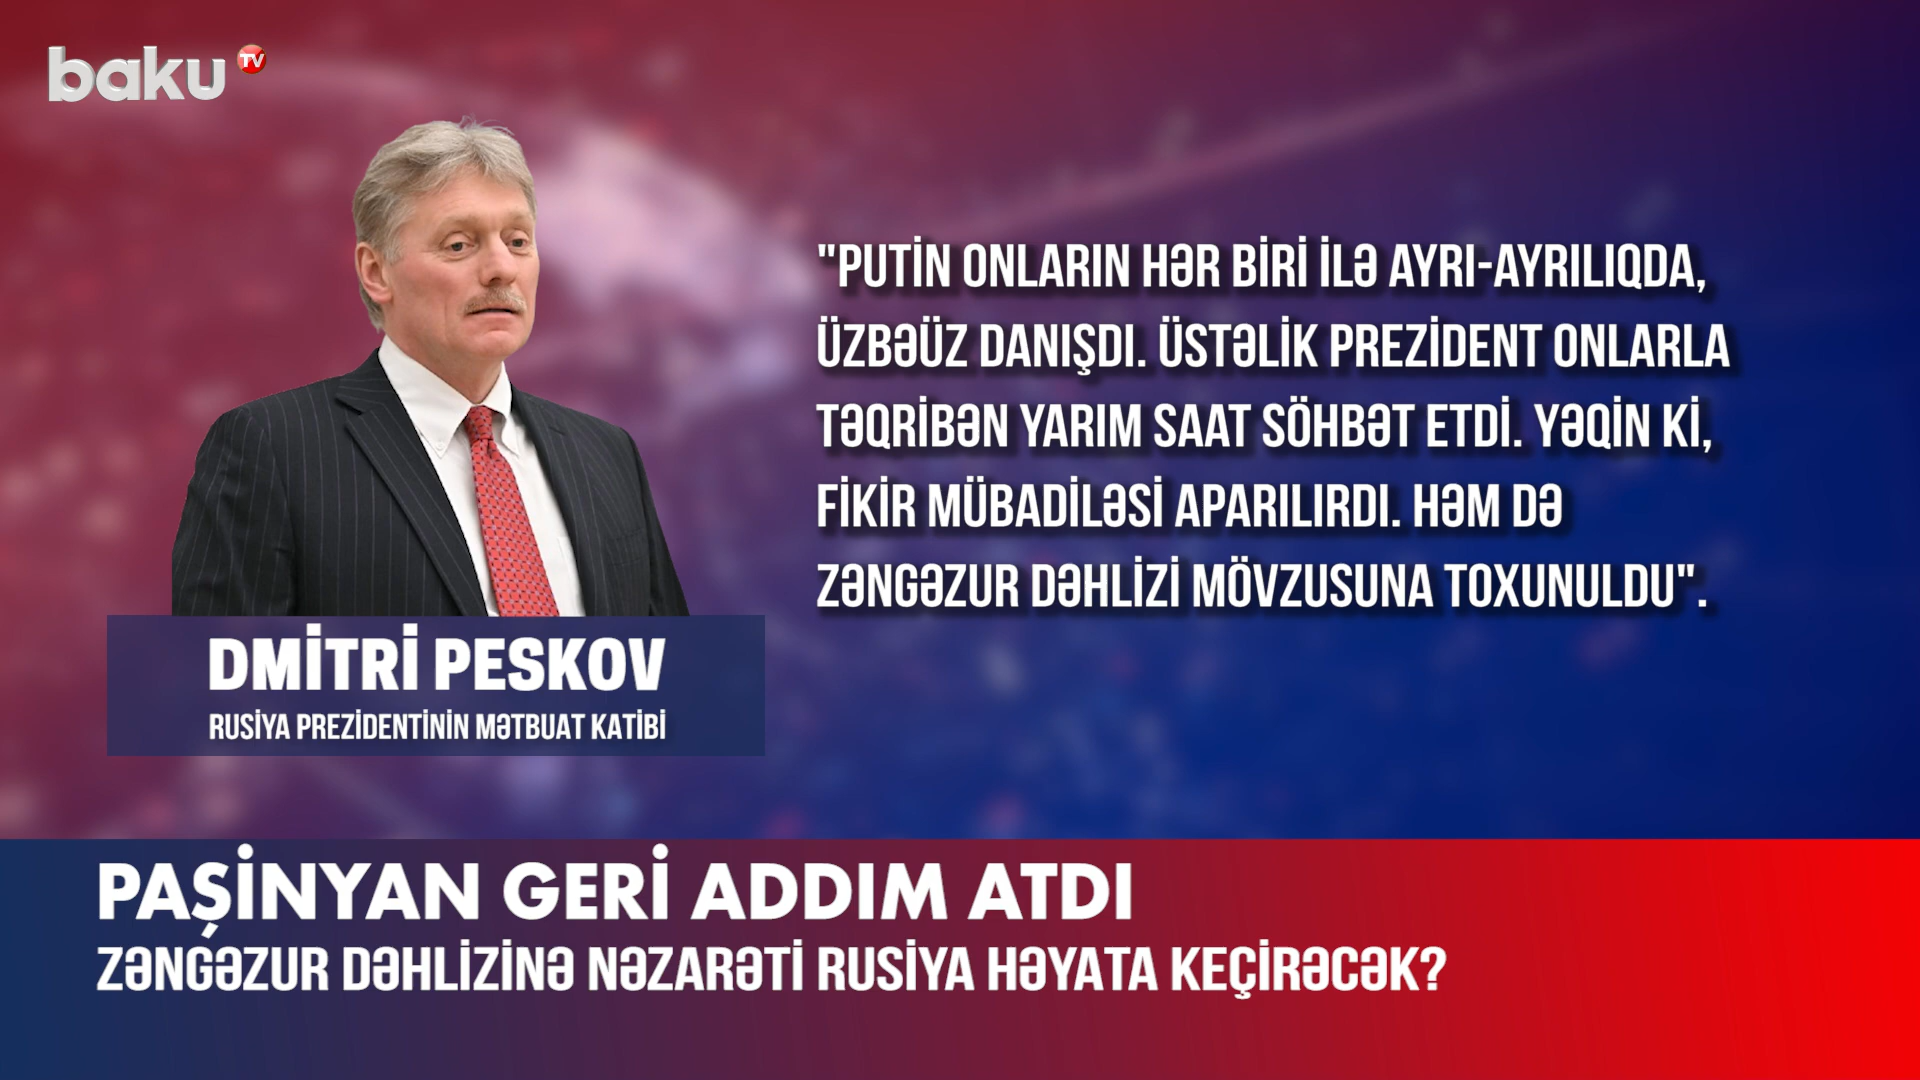 baku TV
"PUTİN ONLARIN HƏR BİRİ İLƏ AYRI-AYRILIQDA,
ÜZBƏÜZ DANIŞDI. ÜSTƏLİK PREZİDENT ONLARLA
TƏQRİBƏN YARIM SAAT SÖHBƏT ETDİ. YƏQİN Kİ,
FİKİR MÜBADİLƏSİ APARILIRDI. HƏM DƏ
ZƏNGƏZUR DƏHLİZİ MÖVZUSUNA TOXUNULDU".
DMİTRİ PESKOV
RUSİYA PREZİDENTİNİN MƏTBUAT KATİBİ
PAŞİNYAN GERİ ADDIM ATDI
ZƏNGƏZUR DƏHLİZİNƏ NƏZARƏTİ RUSİYA HƏYATA KEÇİRƏCƏK?